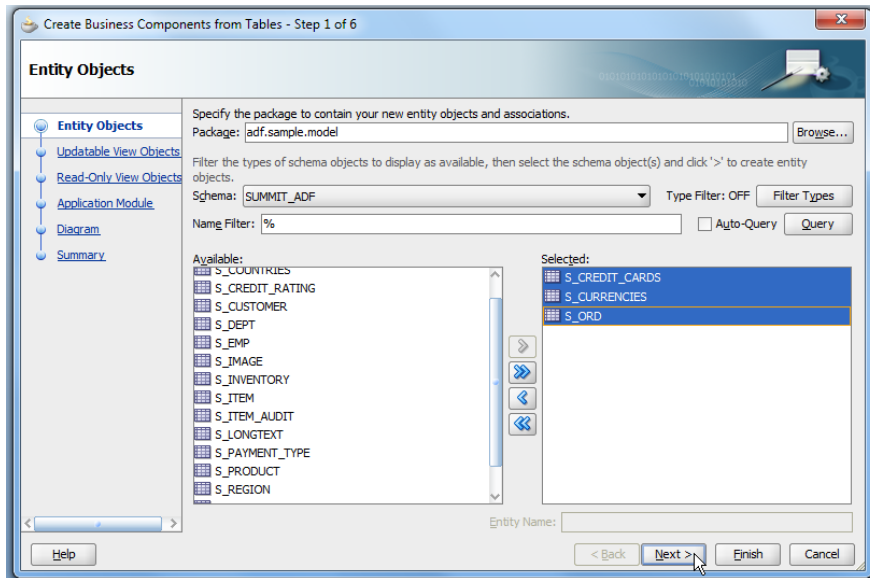 Create Business Components from Tables - Step 1 of 6
Entity Objects
Entity Objects
Updatable View Objects
Read-Only View Objects
Application Module
Diagram
Summary
Specify the package to contain your new entity objects and associations.
Package: adf.sample.model
Browse...
Filter the types of schema objects to display as available, then select the schema object(s) and click '>' to create entity
objects.
Schema: SUMMIT_ADF
Type Filter: OFF
Filter Types
Name Filter: %
Auto-Query
Query
Available:
S_COUNTRIES
S_CREDIT_RATING
S_CUSTOMER
S_DEPT
S_EMP
S_IMAGE
S_INVENTORY
S_ITEM
S_ITEM_AUDIT
S_LONGTEXT
S_PAYMENT_TYPE
S_PRODUCT
S_REGION
Selected:
S_CREDIT_CARDS
S_CURRENCIES
S_ORD
Entity Name:
Help
< Back
Next >
Finish
Cancel